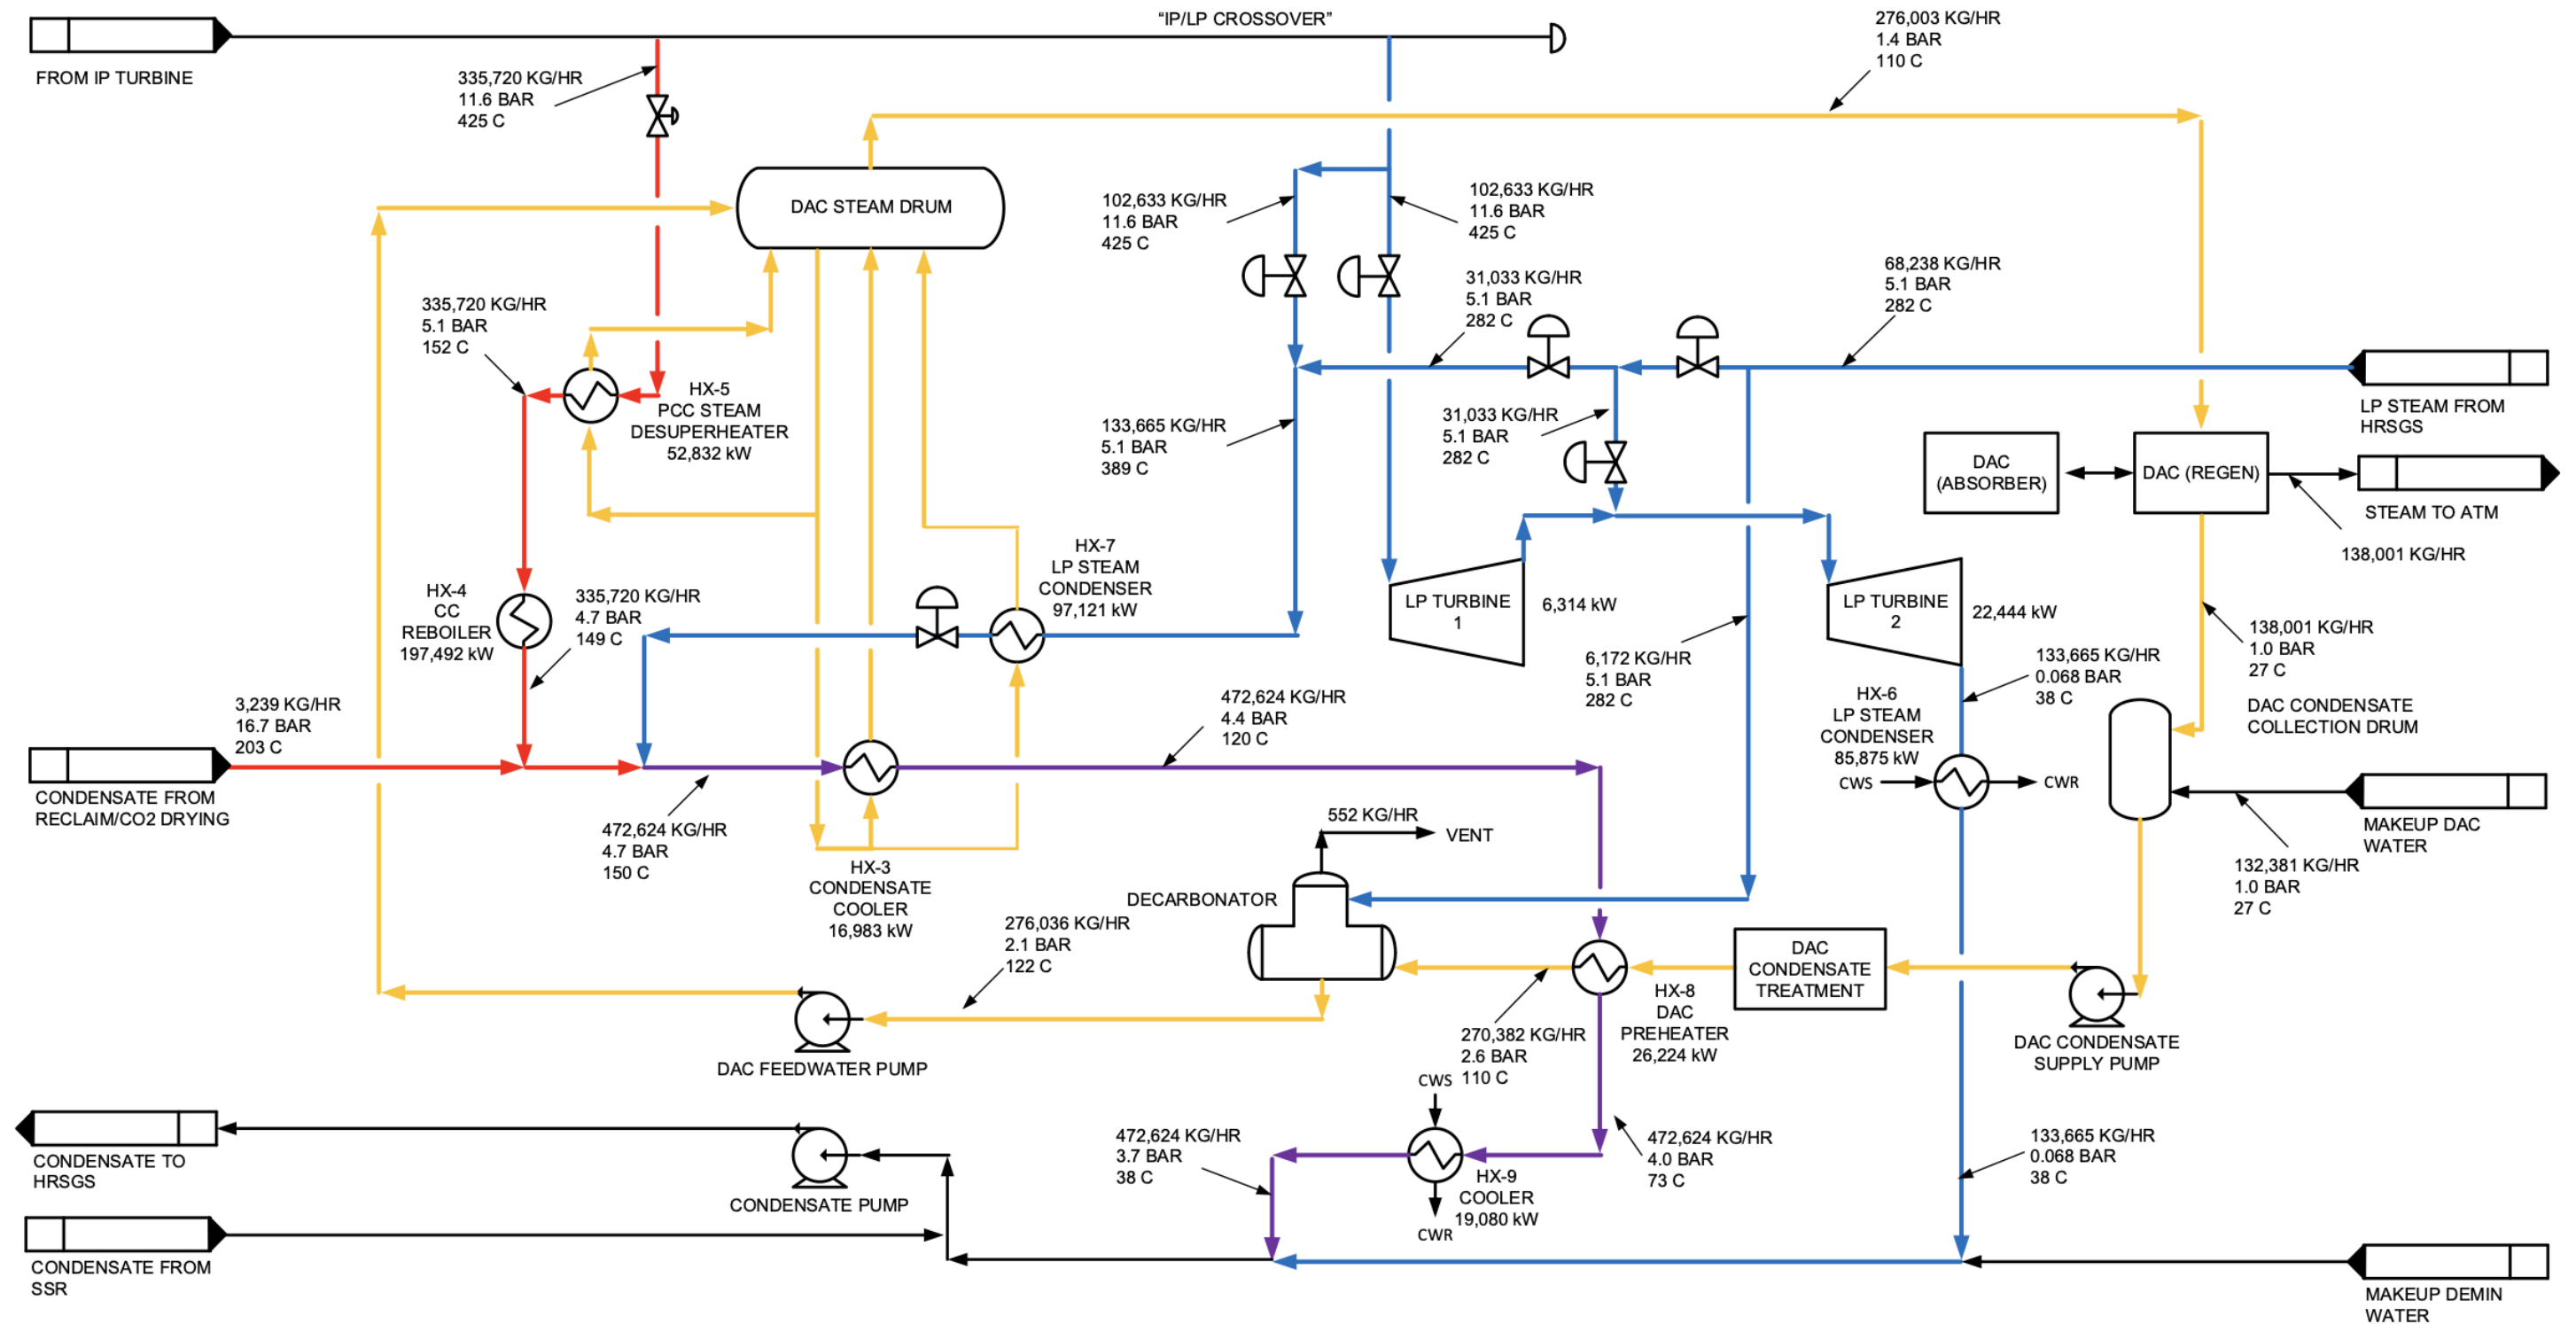 “IP/LP CROSSOVER”
276,003 KG/HR
1.4 BAR
110 C
FROM IP TURBINE
335,720 KG/HR
11.6 BAR
425 C
DAC STEAM DRUM
102,633 KG/HR
11.6 BAR
425 C
102,633 KG/HR
11.6 BAR
425 C
31,033 KG/HR
5.1 BAR
282 C
68,238 KG/HR
5.1 BAR
282 C
335,720 KG/HR
5.1 BAR
152 C
HX-5
PCC STEAM
DESUPERHEATER
52,832 kW
133,665 KG/HR
5.1 BAR
389 C
31,033 KG/HR
5.1 BAR
282 C
LP STEAM FROM
HRSGS
DAC
(ABSORBER)
DAC (REGEN)
STEAM TO ATM
138,001 KG/HR
HX-7
LP STEAM
CONDENSER
97,121 kW
HX-4
CC
REBOILER
197,492 kW
335,720 KG/HR
4.7 BAR
149 C
LP TURBINE
1
6,314 kW
LP TURBINE
2
22,444 kW
138,001 KG/HR
1.0 BAR
27 C
6,172 KG/HR
5.1 BAR
282 C
133,665 KG/HR
0.068 BAR
38 C
HX-6
LP STEAM
CONDENSER
85,875 kW
CWS
CWR
DAC CONDENSATE
COLLECTION DRUM
3,239 KG/HR
16.7 BAR
203 C
472,624 KG/HR
4.4 BAR
120 C
CONDENSATE FROM
RECLAIM/CO2 DRYING
472,624 KG/HR
4.7 BAR
150 C
552 KG/HR
VENT
MAKEUP DAC
WATER
132,381 KG/HR
1.0 BAR
27 C
HX-3
CONDENSATE
COOLER
16,983 kW
DECARBONATOR
276,036 KG/HR
2.1 BAR
122 C
DAC
CONDENSATE
TREATMENT
HX-8
DAC
PREHEATER
26,224 kW
270,382 KG/HR
2.6 BAR
110 C
DAC CONDENSATE
SUPPLY PUMP
DAC FEEDWATER PUMP
CWS
472,624 KG/HR
3.7 BAR
38 C
472,624 KG/HR
4.0 BAR
73 C
133,665 KG/HR
0.068 BAR
38 C
CONDENSATE TO
HRSGS
CONDENSATE PUMP
HX-9
COOLER
19,080 kW
CWR
CONDENSATE FROM
SSR
MAKEUP DEMIN
WATER